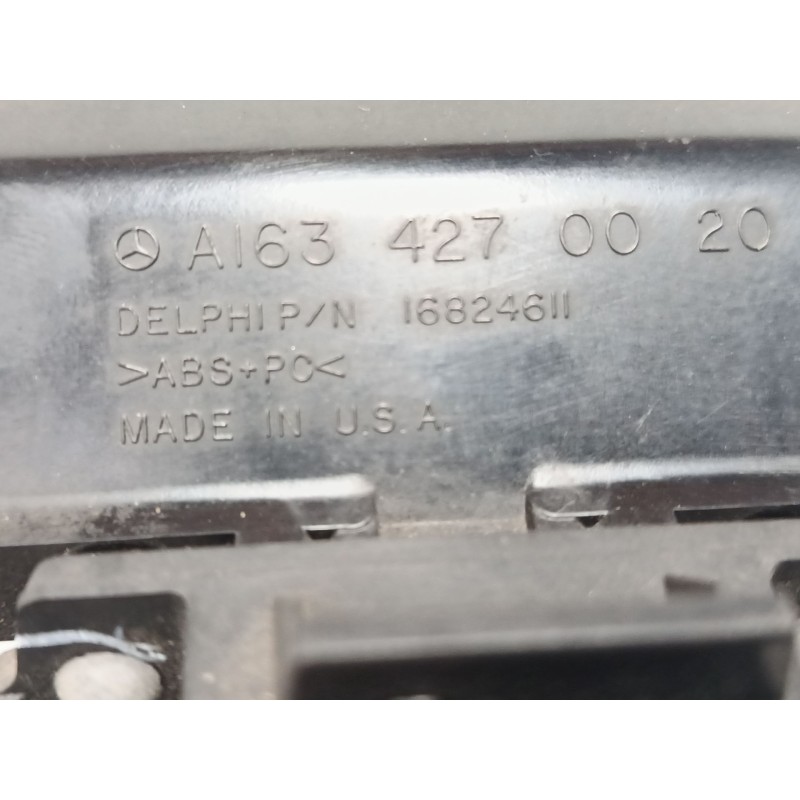 A163 427 00 20
DELPHI P/N 16824611
>ABS+PC<
MADE IN U.S.A.